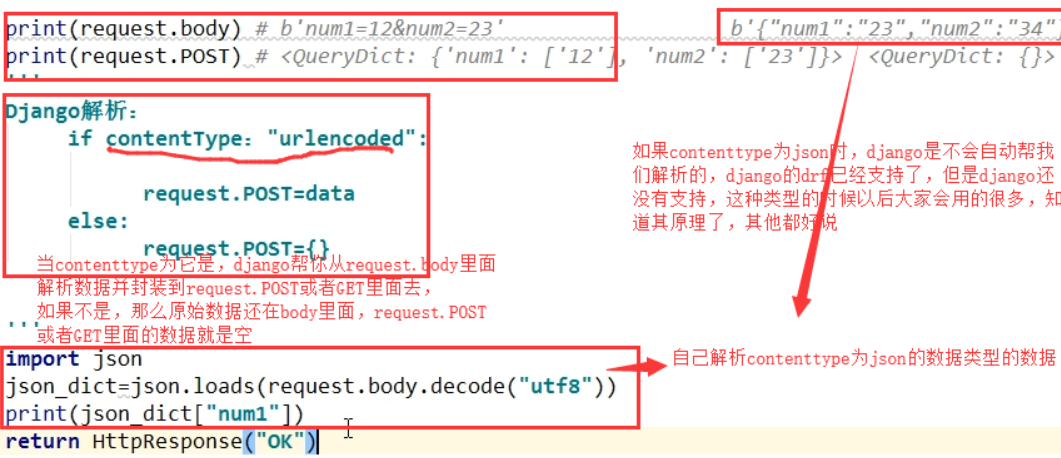 print(request.body) # b'num1=12&num2=23'    b'{"num1":"23","num2":"34"}
print(request.POST) # <QueryDict: {'num1': ['12'], 'num2': ['23']}>  <QueryDict: {}>
'''
Django解析:
if contentType: "urlencoded":
request.POST=data
else:
request.POST={}
如果contenttype为json时，django是不会自动帮我
们解析的，django的drf已经支持了，但是django还
没有支持，这种类型的时候以后大家会用的很多，知
道其原理了，其他都好说
当contenttype为它是，django帮你从request.body里面
解析数据并封装到request.POST或者GET里面去，
如果不是，那么原始数据还在body里面，request.POST
'''
或者GET里面的数据就是空
import json
json_dict=json.loads(request.body.decode("utf8"))
print(json_dict["num1"])
return HttpResponse("OK")
自己解析contenttype为json的数据类型的数据